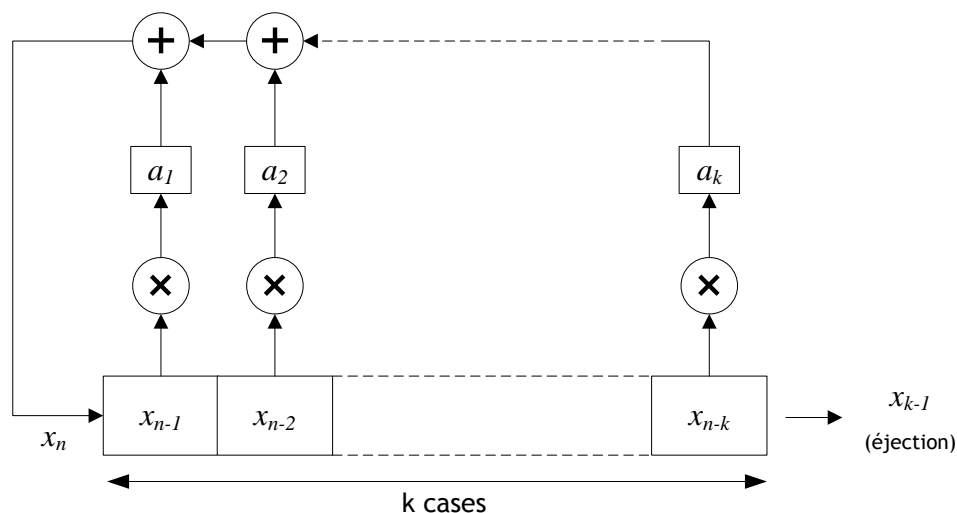 + +
a₁ a₂ aₖ
× × ×
xₙ₋₁ xₙ₋₂ xₙ₋ₖ xₖ₋₁
xₙ (éjection)
k cases